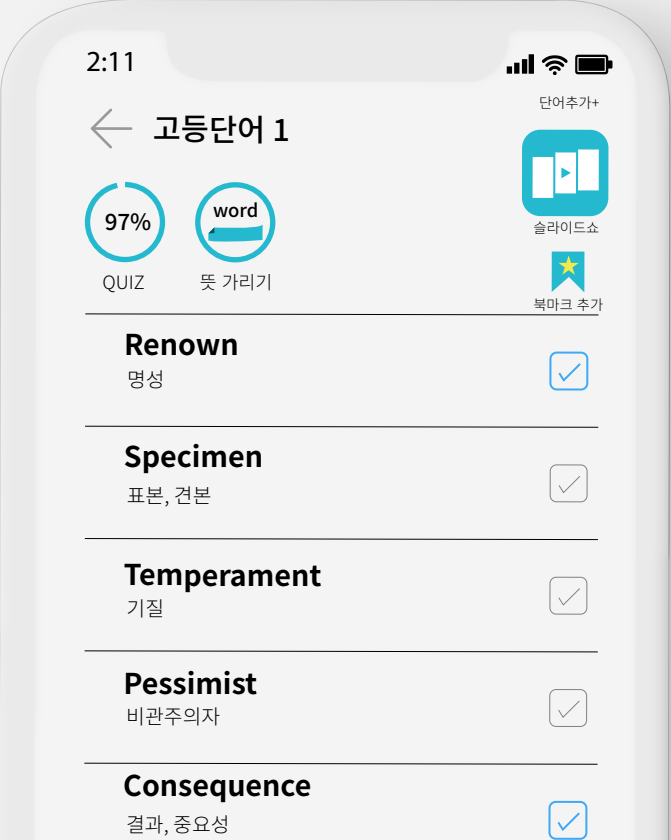 2:11
단어추가+
고등단어 1
슬라이드쇼
97%
word
QUIZ
뜻 가리기
북마크 추가
Renown
명성
Specimen
표본, 견본
Temperament
기질
Pessimist
비관주의자
Consequence
결과, 중요성